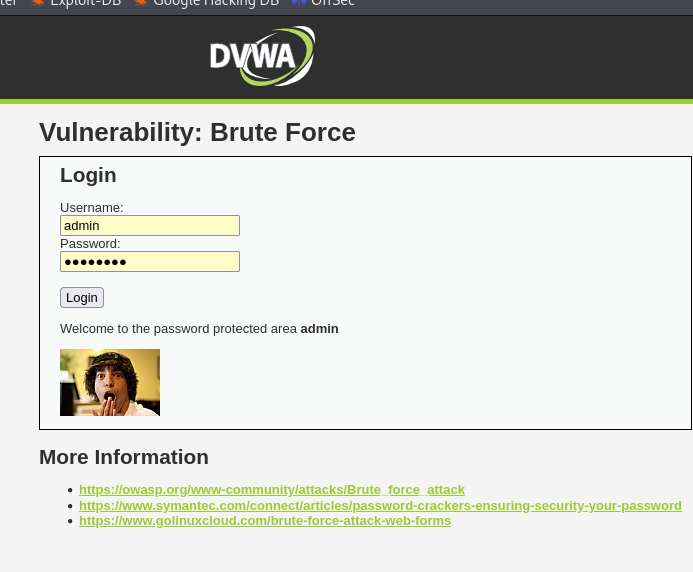 Exploit-DB Google Hacking DB OffSec
DVWA
Vulnerability: Brute Force
Login
Username:
admin
Password:
●●●●●●●●
Login
Welcome to the password protected area admin
More Information
• https://owasp.org/www-community/attacks/Brute_force_attack
• https://www.symantec.com/connect/articles/password-crackers-ensuring-security-your-password
• https://www.golinuxcloud.com/brute-force-attack-web-forms